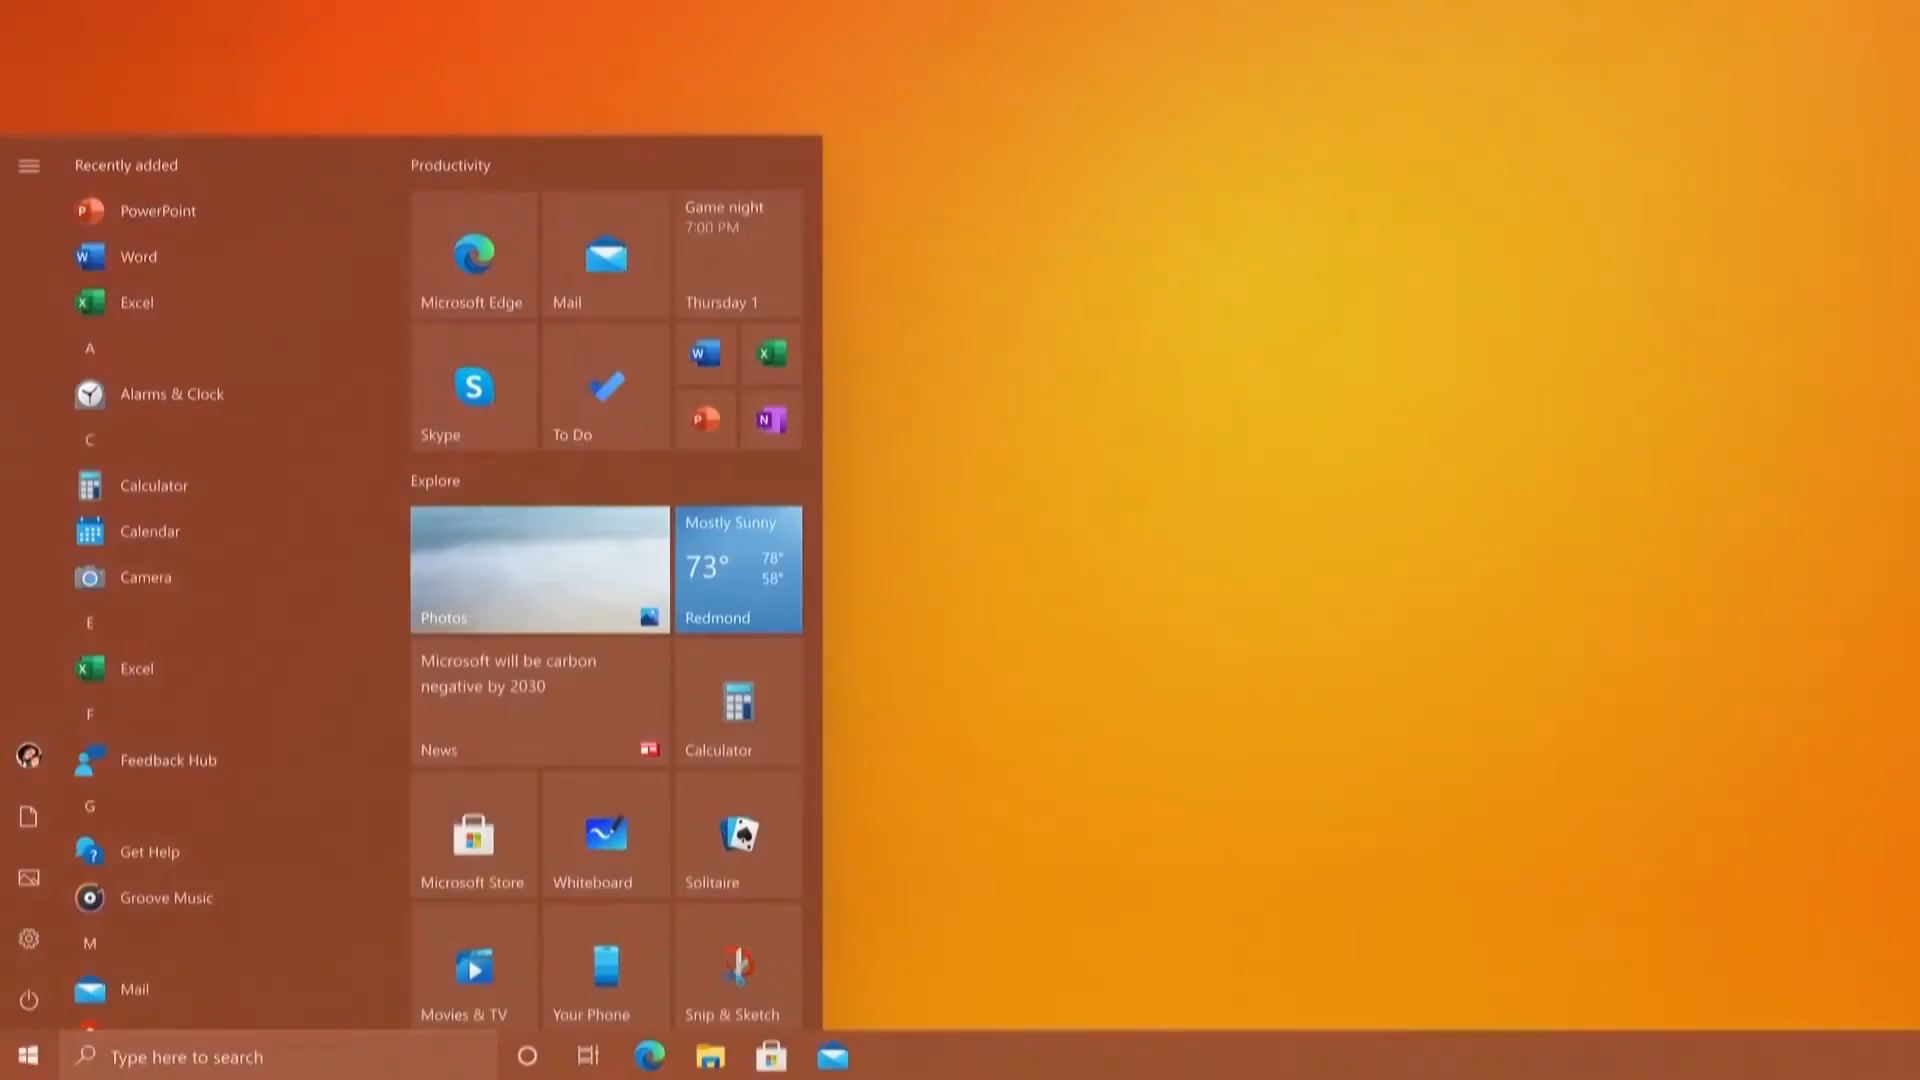 Recently added
PowerPoint
Word
Excel
A
Alarms & Clock
C
Calculator
Calendar
Camera
E
Excel
F
Feedback Hub
G
Get Help
Groove Music
M
Mail
Productivity
Microsoft Edge
Mail
Game night
7:00 PM
Thursday 1
Skype
To Do
W
X
P
N
Explore
Photos
Mostly Sunny
73°
78°
58°
Redmond
Microsoft will be carbon
negative by 2030
News
Calculator
Microsoft Store
Whiteboard
Solitaire
Movies & TV
Your Phone
Snip & Sketch
Type here to search